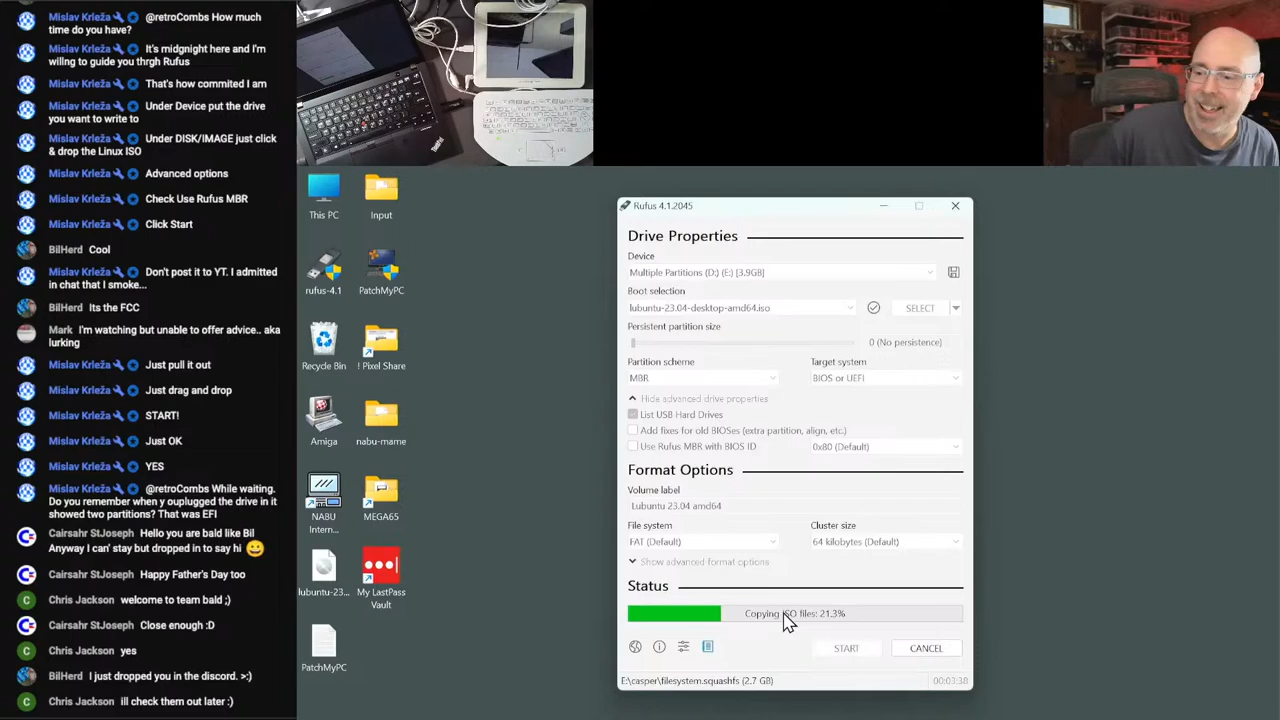 Mislav Krleža @retroCombs How much
time do you have?
Mislav Krleža It's midgnight here and I'm
willng to guide you thrgh Rufus
Mislav Krleža That's how commited I am
Mislav Krleža Under Device put the drive
you want to write to
Mislav Krleža Under DISK/IMAGE just click
& drop the Linux ISO
Mislav Krleža Advanced options
Mislav Krleža Check Use Rufus MBR
Mislav Krleža Click Start
BilHerd Cool
Mislav Krleža Don't post it to YT. I admitted
in chat that I smoke...
BilHerd Its the FCC
Mark I'm watching but unable to offer advice.. aka
lurking
Mislav Krleža Just pull it out
Mislav Krleža Just drag and drop
Mislav Krleža START!
Mislav Krleža Just OK
Mislav Krleža YES
Mislav Krleža @retroCombs While waiting.
Do you remember when y ouplugged the drive in it
showed two partitions? That was EFI
Cairsahr StJoseph Hello you are bald like Bil
Anyway I can' stay but dropped in to say hi 😀
Cairsahr StJoseph Happy Father's Day too
Chris Jackson welcome to team bald ;)
Cairsahr StJoseph Close enough :D
Chris Jackson yes
BilHerd I just dropped you in the discord. >:)
Chris Jackson ill check them out later :)
ThinkPad
This PC
Input
rufus-4.1
PatchMyPC
Recycle Bin
! Pixel Share
Amiga
nabu-mame
NABU
Intern...
MEGA65
lubuntu-23...
My LastPass
Vault
PatchMyPC
Rufus 4.1.2045
Drive Properties
Device
Multiple Partitions (D:) (E:) [3.9GB]
Boot selection
lubuntu-23.04-desktop-amd64.iso
SELECT
Persistent partition size
0 (No persistence)
Partition scheme
Target system
MBR
BIOS or UEFI
Hide advanced drive properties
List USB Hard Drives
Add fixes for old BIOSes (extra partition, align, etc.)
Use Rufus MBR with BIOS ID
0x80 (Default)
Format Options
Volume label
Lubuntu 23.04 amd64
File system
Cluster size
FAT (Default)
64 kilobytes (Default)
Show advanced format options
Status
Copying ISO files: 21.3%
START
CANCEL
E:\casper\filesystem.squashfs (2.7 GB)
00:03:38